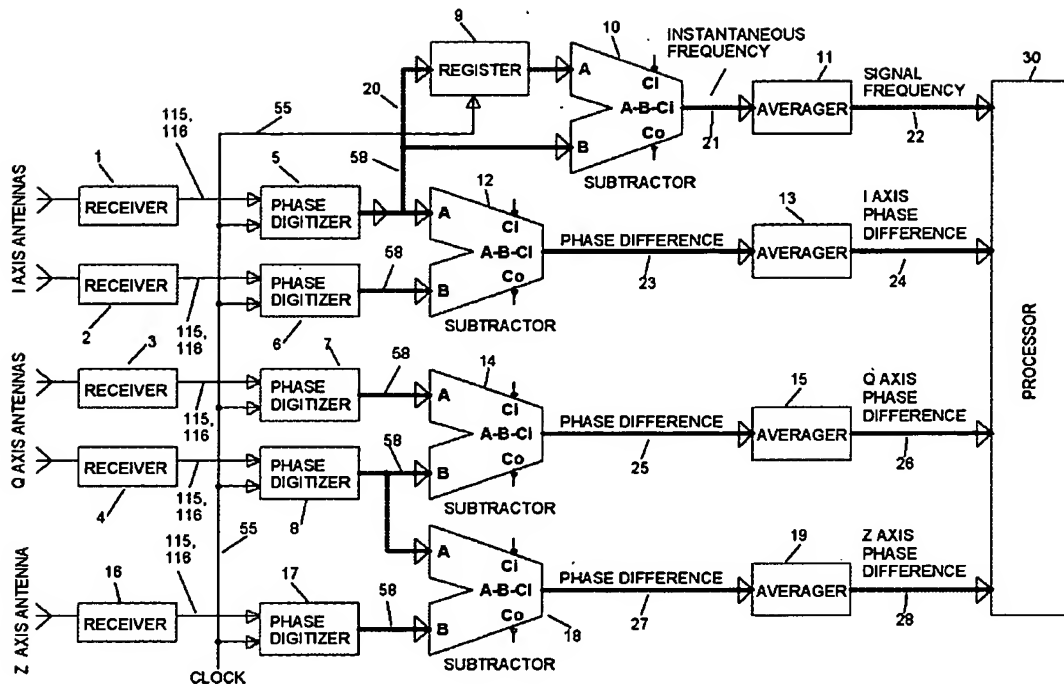 9
10
INSTANTANEOUS
FREQUENCY
11
SIGNAL
FREQUENCY
30
REGISTER
A
CI
A-B-CI
Co
B
20
21
AVERAGER
22
55
115,
116
58
SUBTRACTOR
I AXIS ANTENNAS
1
RECEIVER
5
PHASE
DIGITIZER
12
A
CI
A-B-CI
Co
B
PHASE DIFFERENCE
23
13
AVERAGER
I AXIS
PHASE
DIFFERENCE
24
RECEIVER
2
115,
116
PHASE
DIGITIZER
6
58
SUBTRACTOR
PROCESSOR
Q AXIS ANTENNAS
3
RECEIVER
115,
116
7
PHASE
DIGITIZER
58
14
A
CI
A-B-CI
Co
B
PHASE DIFFERENCE
25
15
AVERAGER
Q AXIS
PHASE
DIFFERENCE
26
RECEIVER
4
115,
116
PHASE
DIGITIZER
8
58
SUBTRACTOR
55
Z AXIS ANTENNA
16
RECEIVER
115,
116
17
PHASE
DIGITIZER
58
A
CI
A-B-CI
Co
B
18
PHASE DIFFERENCE
27
19
AVERAGER
Z AXIS
PHASE
DIFFERENCE
28
SUBTRACTOR
CLOCK